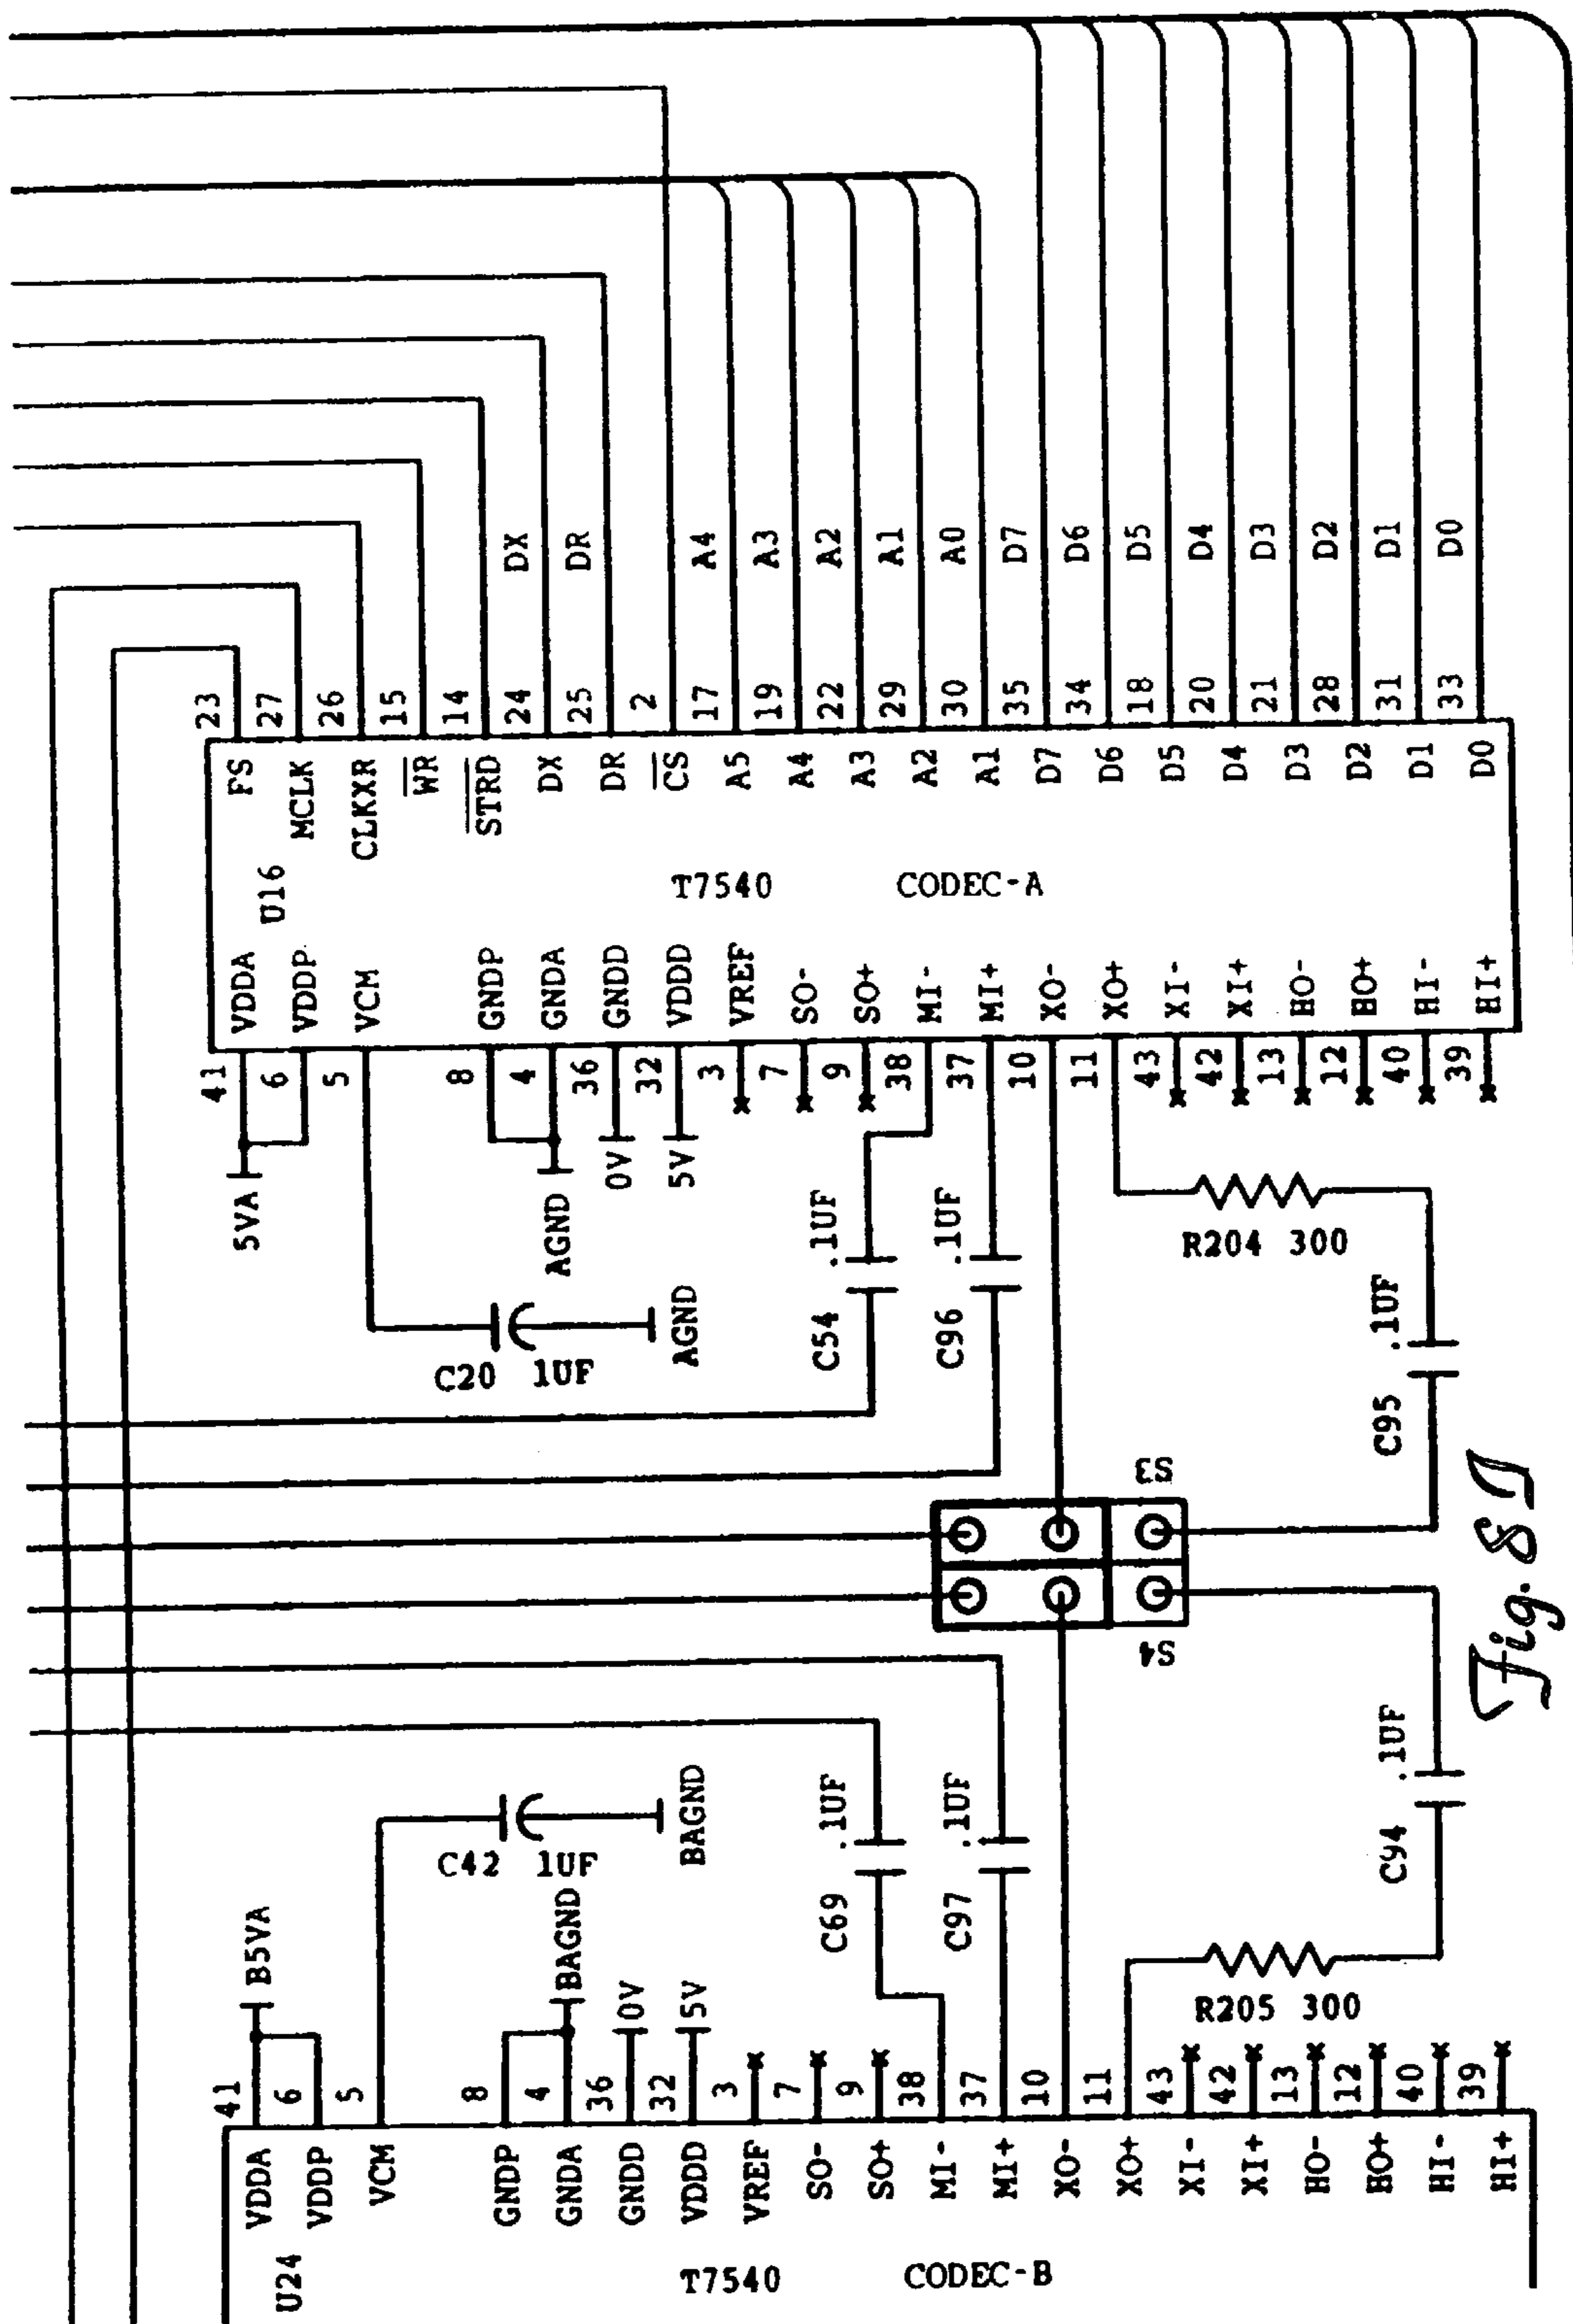 DX
DR
A4
A3
A2
A1
A0
D7
D6
D5
D4
D3
D2
D1
D0
23
27
26
15
14
24
25
2
17
19
22
29
30
35
34
18
20
21
28
31
33
FS
MCLK
CLKXR
WR
STRD
DX
DR
CS
A5
A4
A3
A2
A1
D7
D6
D5
D4
D3
D2
D1
D0
U16
T7540
CODEC-A
VDDA
VDDP
VCM
GNDP
GNDA
GNDD
VDDD
VREF
SO-
SO+
MI-
MI+
XO-
XO+
XI-
XI+
HO-
BO+
HI-
HI+
41
6
5
8
4
36
32
3
7
9
38
37
10
11
43
42
13
12
40
39
5VA
AGND
0V
5V
.1UF
.1UF
R204 300
C20 1UF
AGND
C54
C96
.1UF
C95
S3
S4
Fig. 8I
C42 1UF
BAGND
.1UF
.1UF
.1UF
C94
C69
C97
B5VA
BAGND
0V
5V
R205 300
41
6
5
8
4
36
32
3
7
9
38
37
10
11
43
42
13
12
40
39
VDDA
VDDP
VCM
GNDP
GNDA
GNDD
VDDD
VREF
SO-
SO+
MI-
MI+
XO-
XO+
XI-
XI+
HO-
BO+
HI-
HI+
U24
T7540
CODEC-B